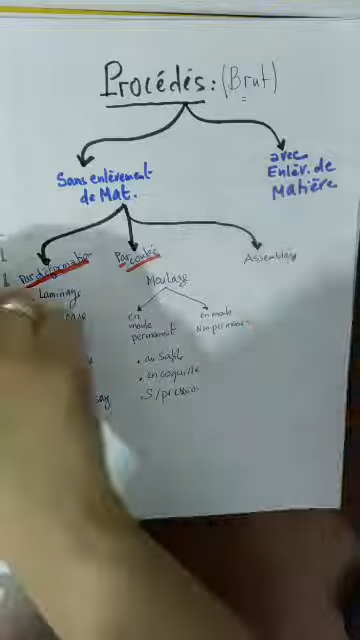 Procédés: (Brut)
Sans enlèvement
de Mat.
avec
Enlèv. de
Matière
Par déformation
Par coulée
Assemblage
Laminage
Moulage
en
moule
permanent
en moule
Non permanent
. au sable
. en coquille
. S/pression